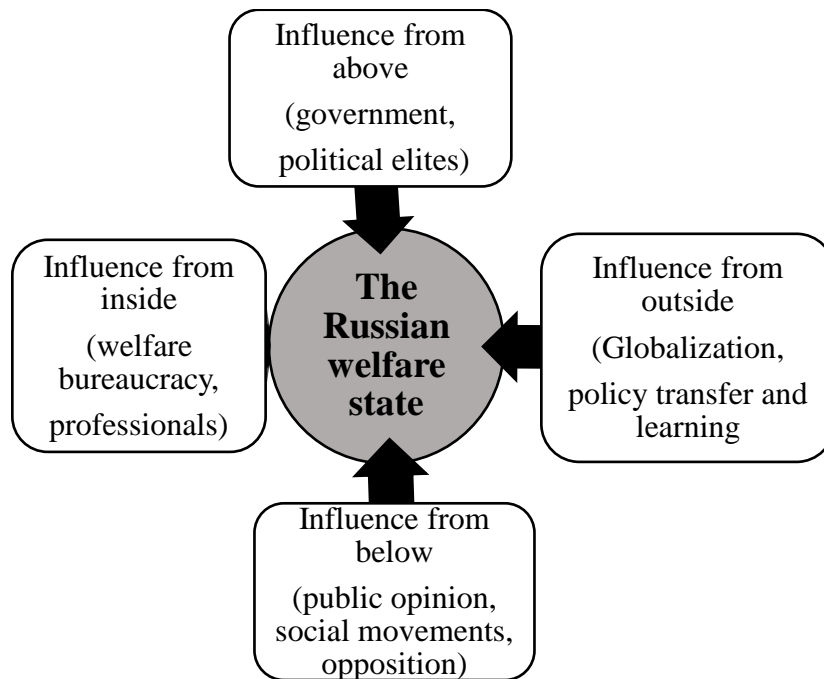 Influence from
above
(government,
political elites)
Influence from
inside
(welfare
bureaucracy,
professionals)
The
Russian
welfare
state
Influence from
outside
(Globalization,
policy transfer and
learning
Influence from
below
(public opinion,
social movements,
opposition)